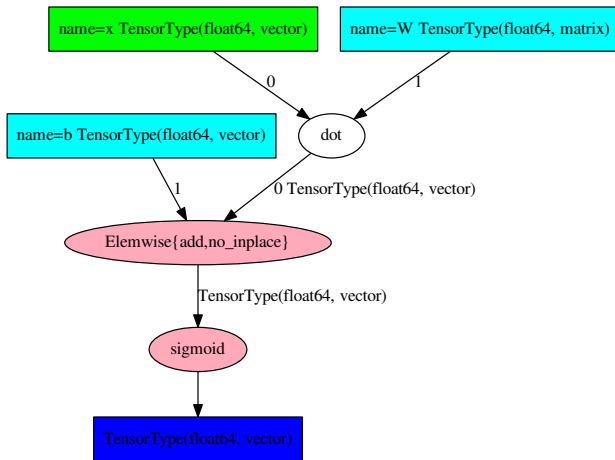 name=x TensorType(float64, vector)
name=W TensorType(float64, matrix)
0
1
name=b TensorType(float64, vector)
dot
1
0 TensorType(float64, vector)
Elemwise{add,no_inplace}
TensorType(float64, vector)
sigmoid
TensorType(float64, vector)